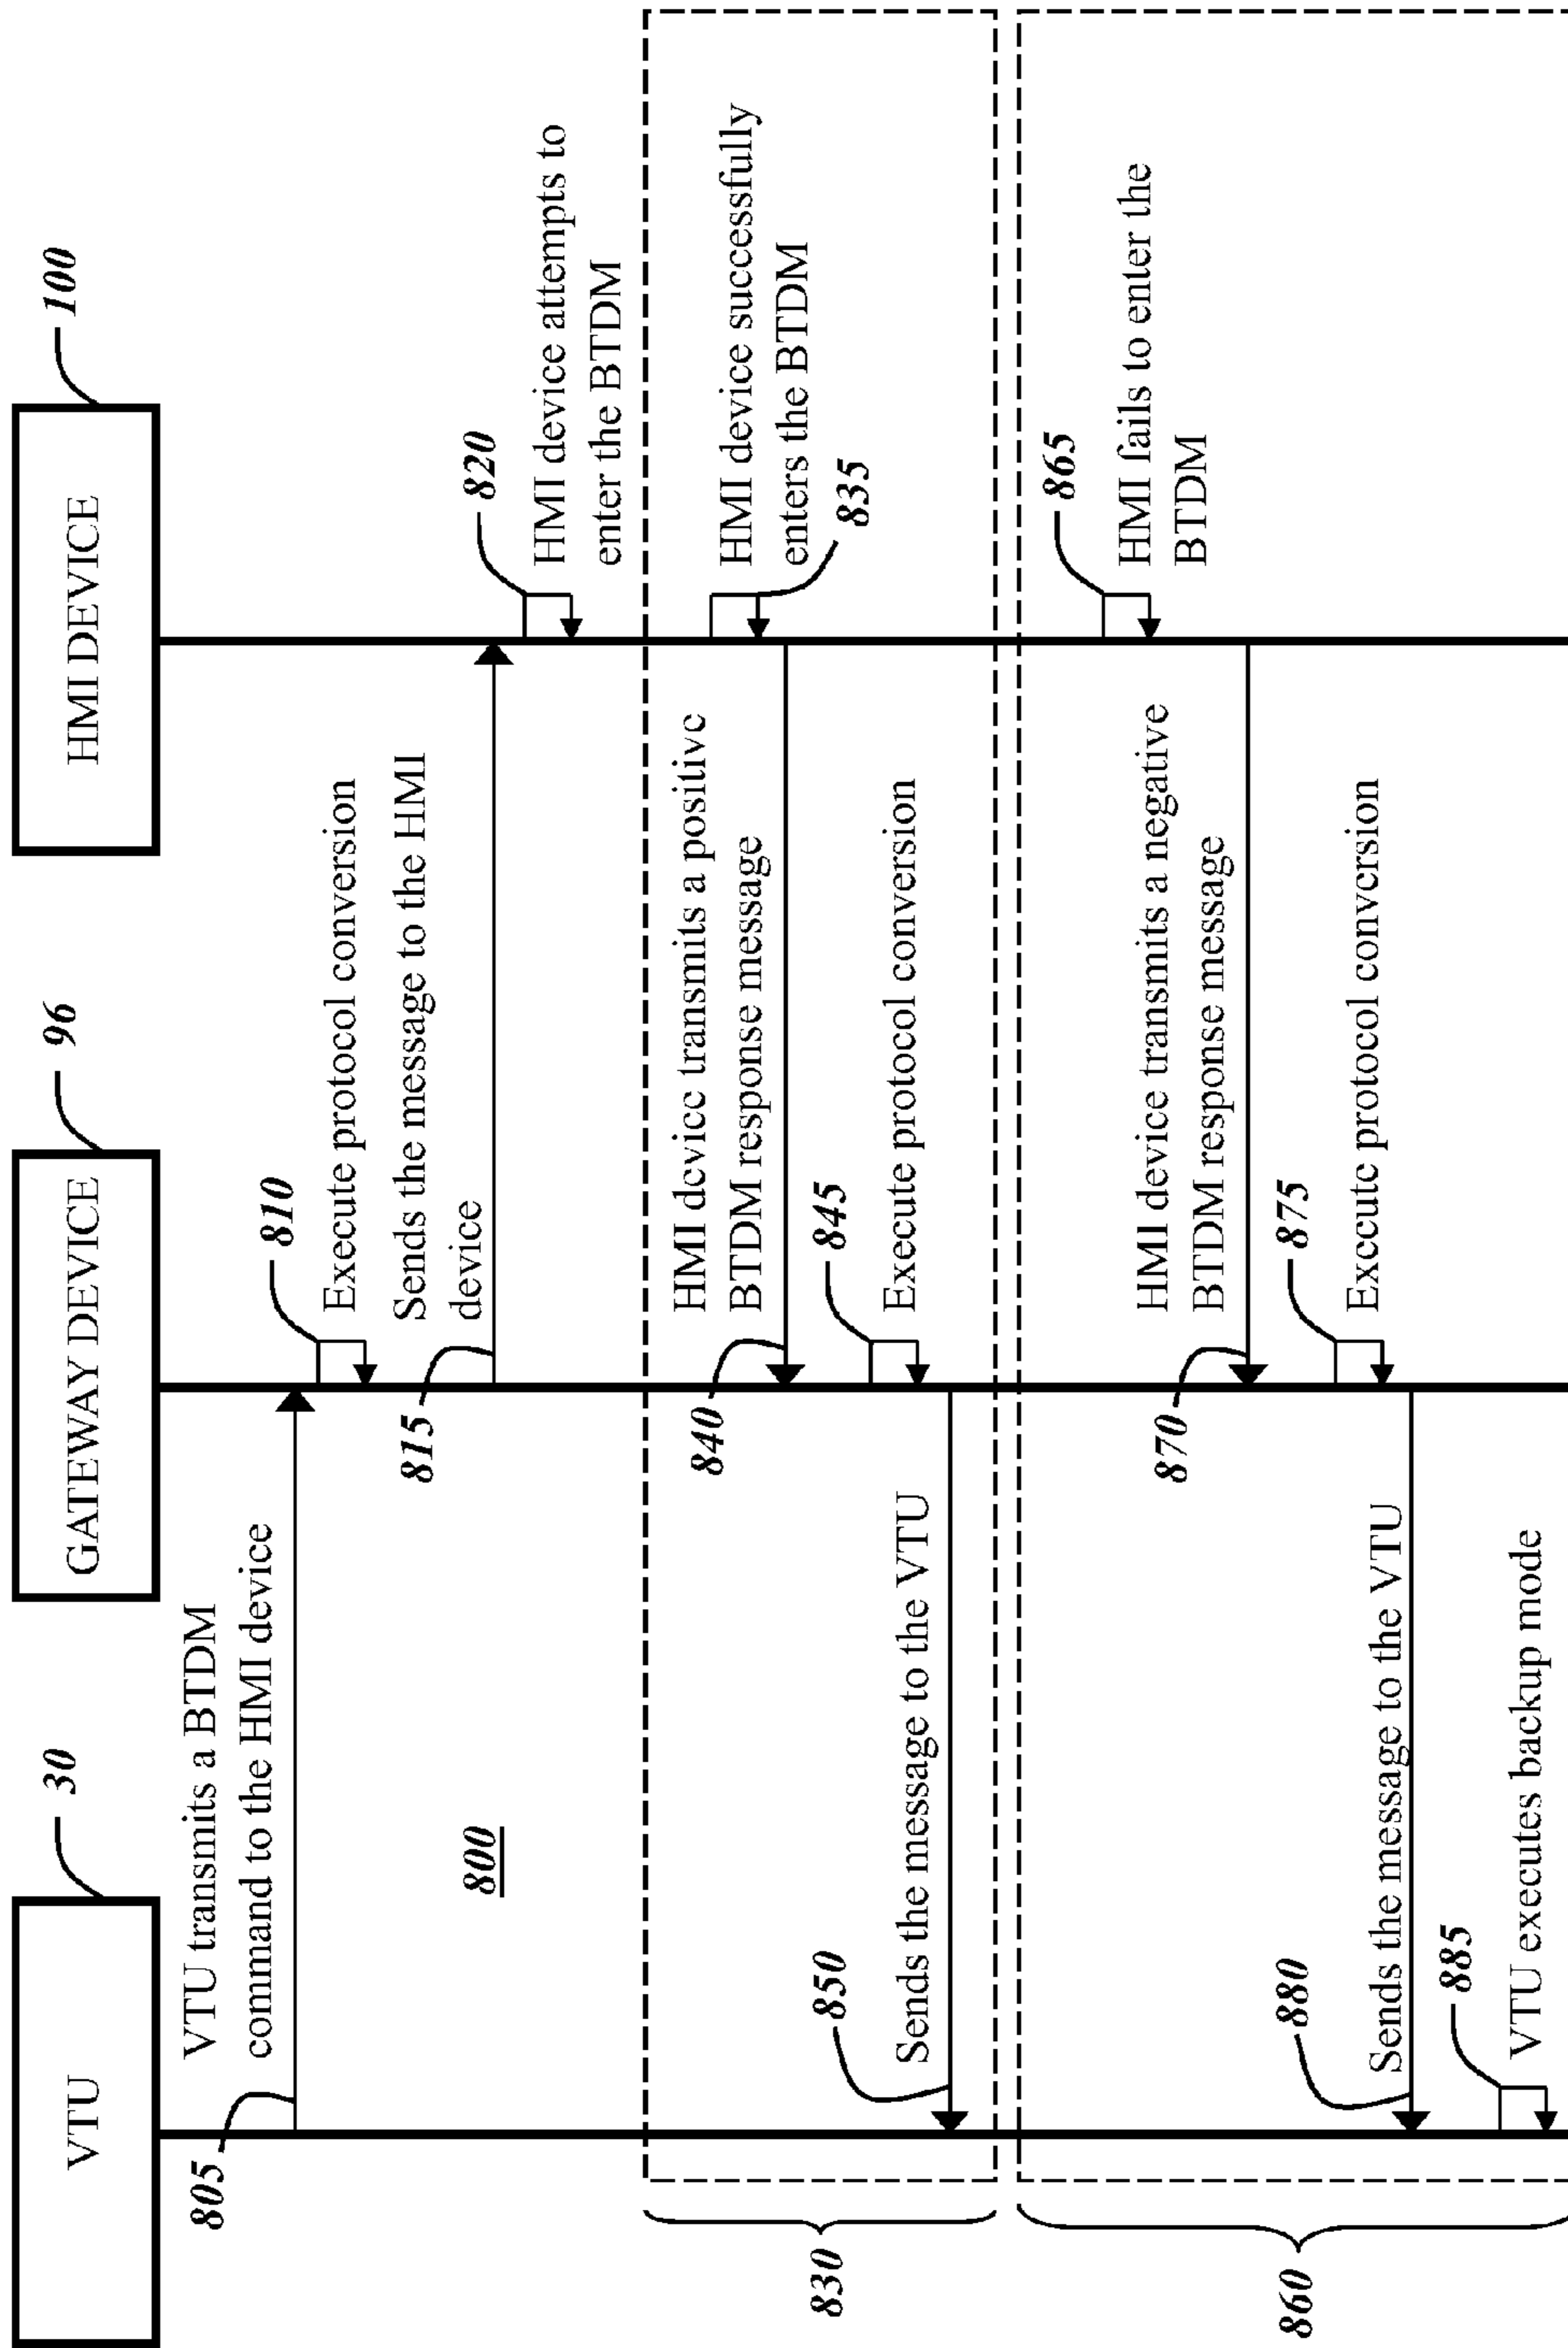 VTU
30
GATEWAY DEVICE
96
HMI DEVICE
100
VTU transmits a BTDM
command to the HMI device
805
810
Execute protocol conversion
Sends the message to the HMI
device
815
820
HMI device attempts to
enter the BTDM
800
830
HMI device successfully
enters the BTDM
835
HMI device transmits a positive
BTDM response message
840
845
Execute protocol conversion
850
Sends the message to the VTU
860
865
HMI fails to enter the
BTDM
HMI device transmits a negative
BTDM response message
870
875
Execute protocol conversion
880
Sends the message to the VTU
885
VTU executes backup mode